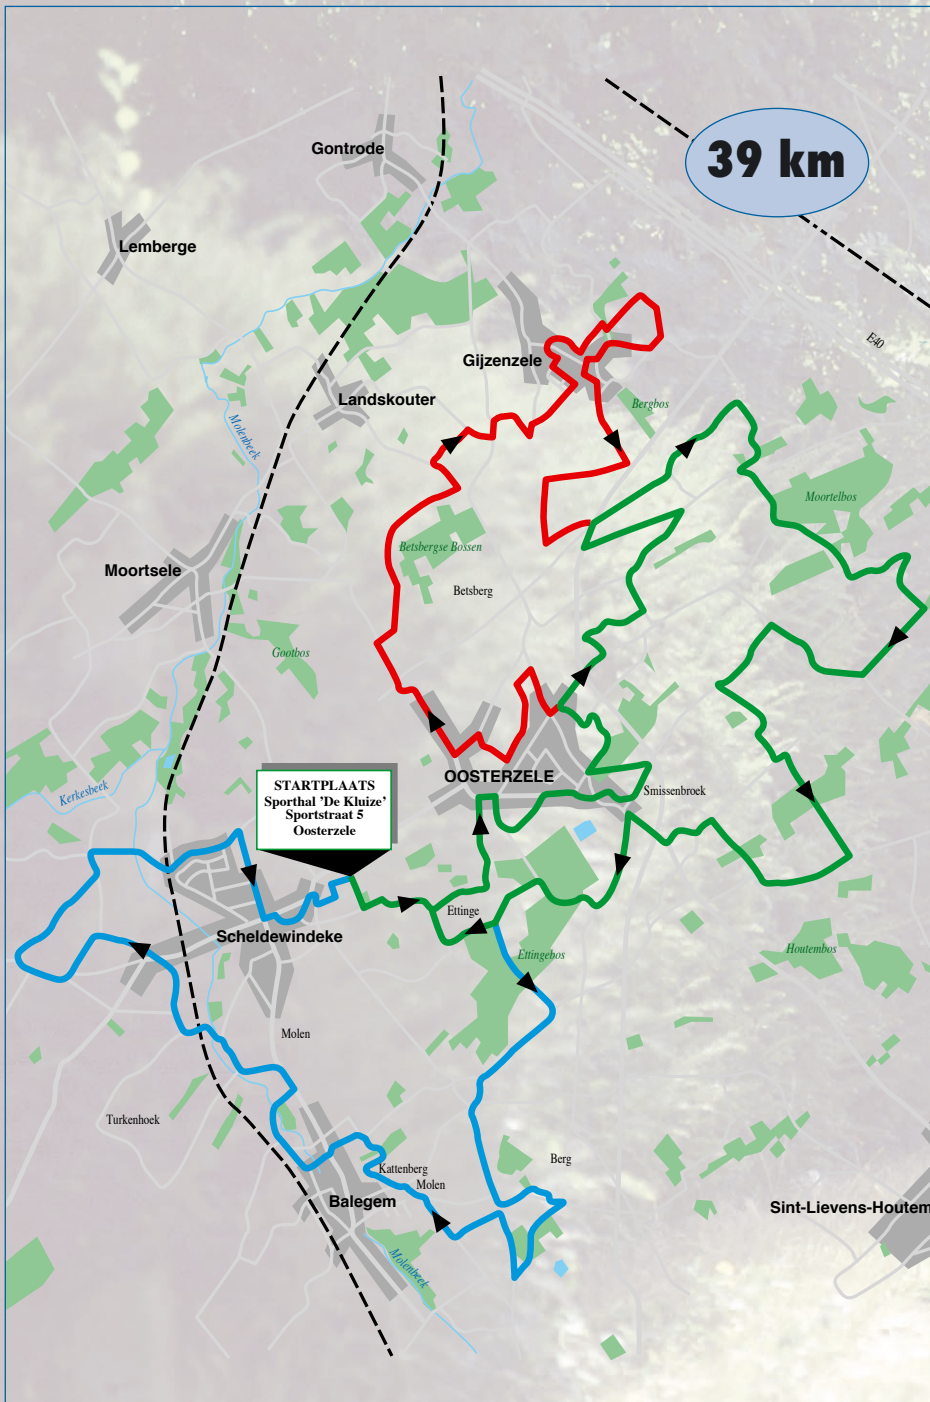 39 km
Gontrode
Lemberge
E40
Gijzenzele
Landskouter
Bergbos
Molenbeek
Moortelbos
Betsbergse Bossen
Moortsele
Betsberg
Gootbos
OOSTERZELE
Smissenbroek
Kerkesbeek
STARTPLAATS
Sporthal 'De Kluize'
Sportstraat 5
Oosterzele
Ettinge
Scheldewindeke
Ettingebos
Houtembos
Molen
Turkenhoek
Berg
Kattenberg
Molen
Balegem
Sint-Lievens-Houtem
Molenbeek